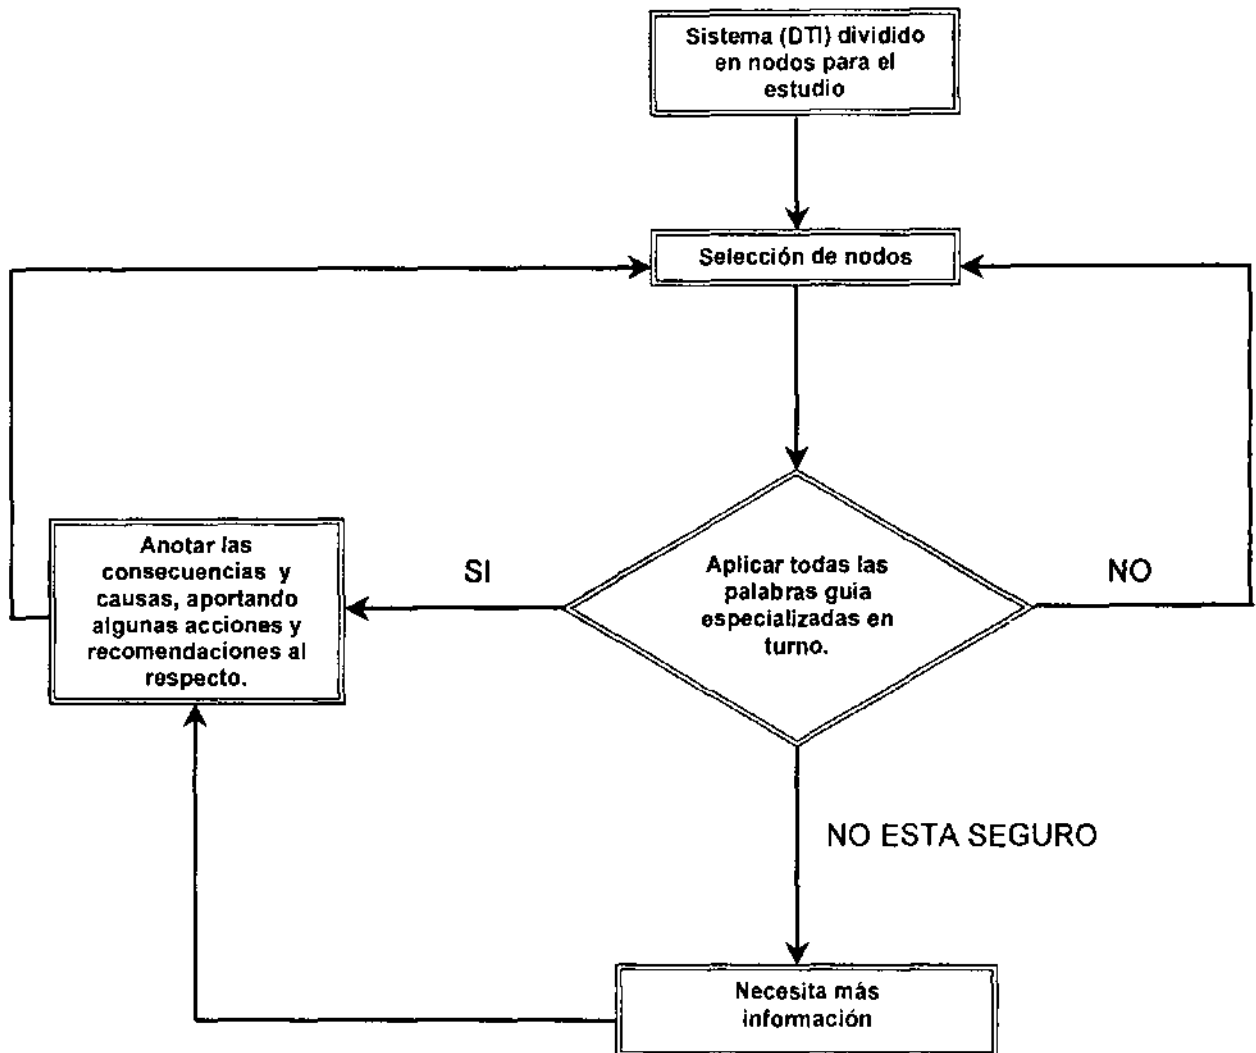 Sistema (DTI) dividido
en nodos para el
estudio
Selección de nodos
Anotar las
consecuencias y
causas, aportando
algunas acciones y
recomendaciones al
respecto.
SI
Aplicar todas las
palabras guia
especializadas en
turno.
NO
NO ESTA SEGURO
Necesita más
información